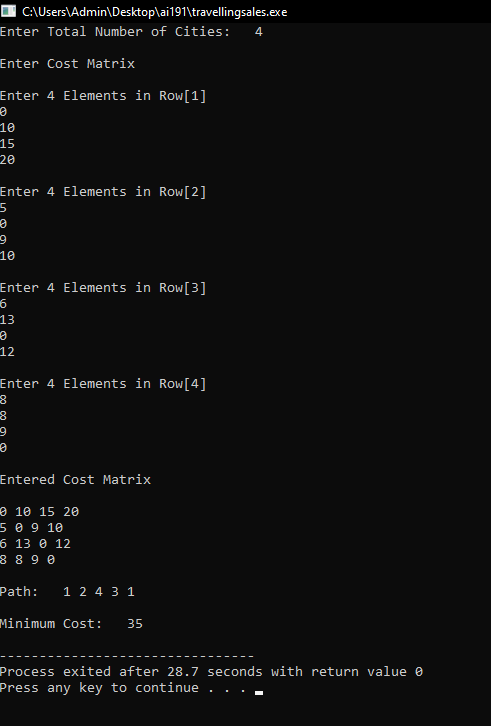 C:\Users\Admin\Desktop\ai191\travellingsales.exe
Enter Total Number of Cities:   4
Enter Cost Matrix
Enter 4 Elements in Row[1]
0
10
15
20
Enter 4 Elements in Row[2]
5
0
9
10
Enter 4 Elements in Row[3]
6
13
0
12
Enter 4 Elements in Row[4]
8
8
9
0
Entered Cost Matrix
0 10 15 20
5 0 9 10
6 13 0 12
8 8 9 0
Path:   1 2 4 3 1
Minimum Cost:   35
--------------------------------
Process exited after 28.7 seconds with return value 0
Press any key to continue . . .